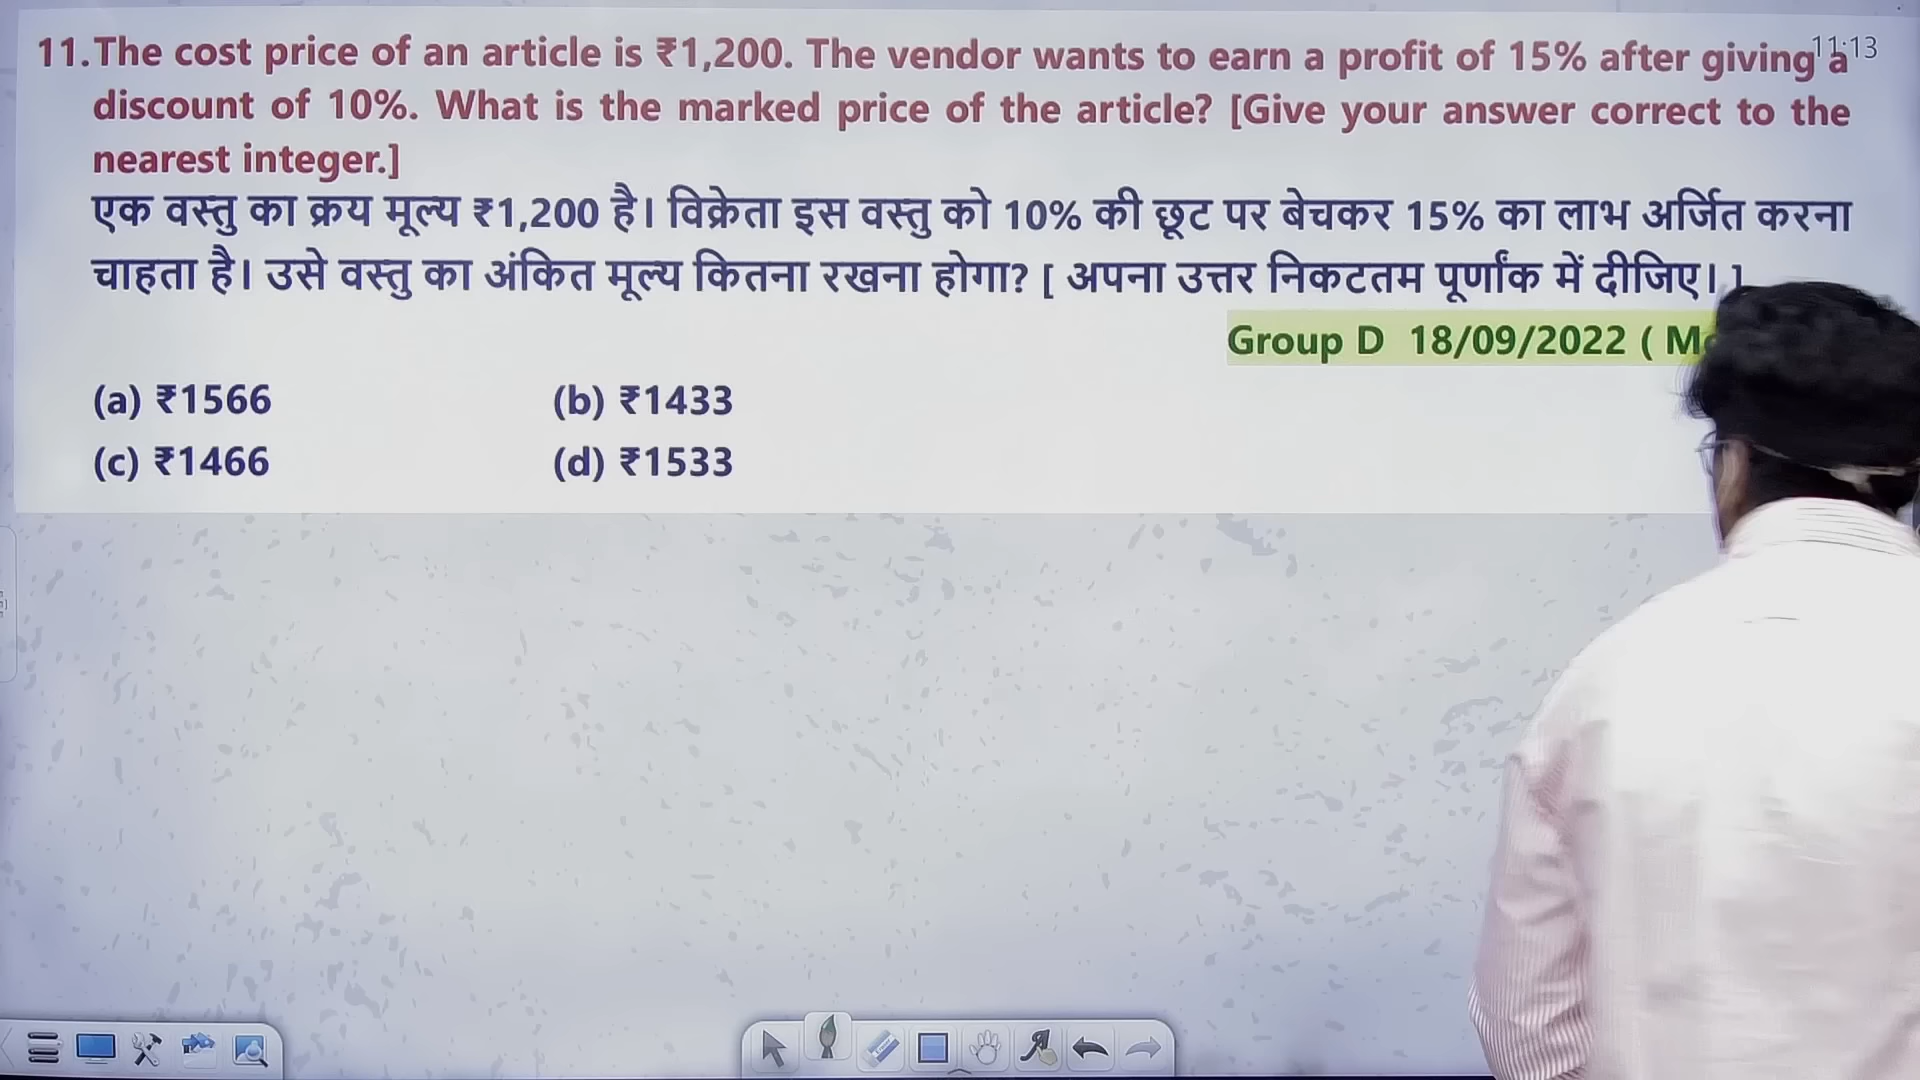 11. The cost price of an article is ₹1,200. The vendor wants to earn a profit of 15% after giving a
11:13
discount of 10%. What is the marked price of the article? [Give your answer correct to the
nearest integer.]
एक वस्तु का क्रय मूल्य ₹1,200 है। विक्रेता इस वस्तु को 10% की छूट पर बेचकर 15% का लाभ अर्जित करना
चाहता है। उसे वस्तु का अंकित मूल्य कितना रखना होगा? [ अपना उत्तर निकटतम पूर्णांक में दीजिए। ]
Group D 18/09/2022 (
(a) ₹1566 (b) ₹1433
(c) ₹1466 (d) ₹1533